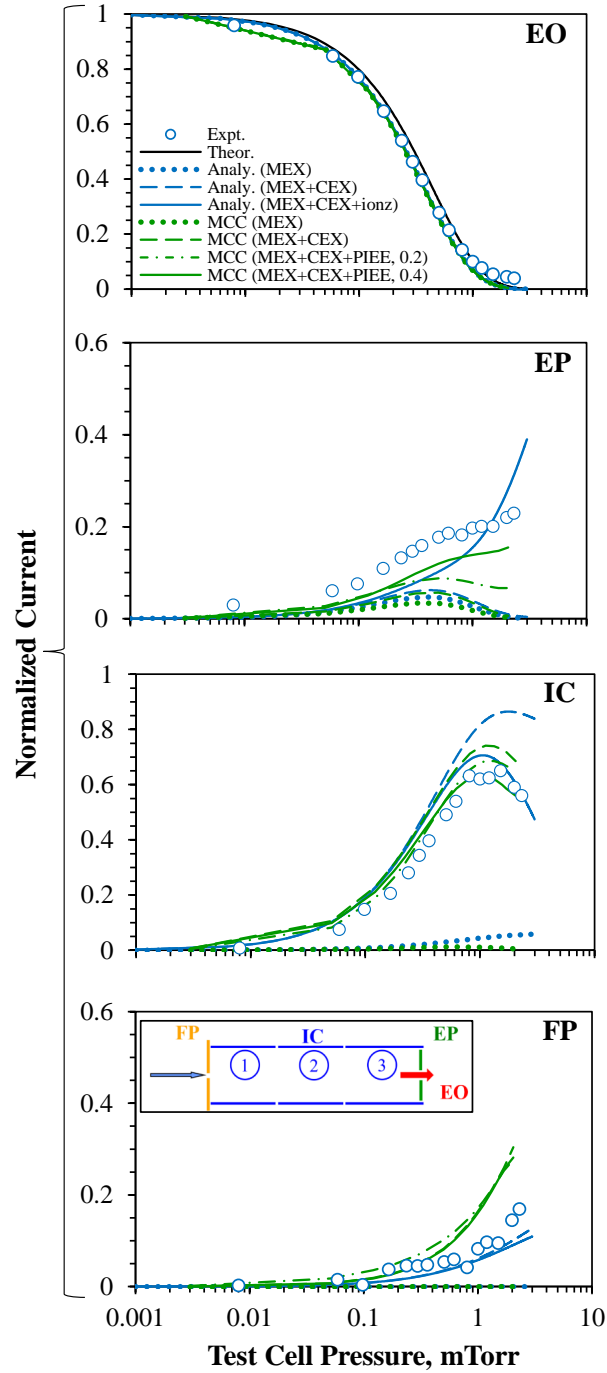 EO
1
0.8
0.6
0.4
0.2
0
Expt.
Theor.
Analy. (MEX)
Analy. (MEX+CEX)
Analy. (MEX+CEX+ionz)
MCC (MEX)
MCC (MEX+CEX)
MCC (MEX+CEX+PIEE, 0.2)
MCC (MEX+CEX+PIEE, 0.4)
EP
0.6
0.4
0.2
0
Normalized Current
IC
1
0.8
0.6
0.4
0.2
0
FP
0.6
0.4
0.2
0
FP
IC
EP
1
2
3
EO
0.001
0.01
0.1
1
10
Test Cell Pressure, mTorr